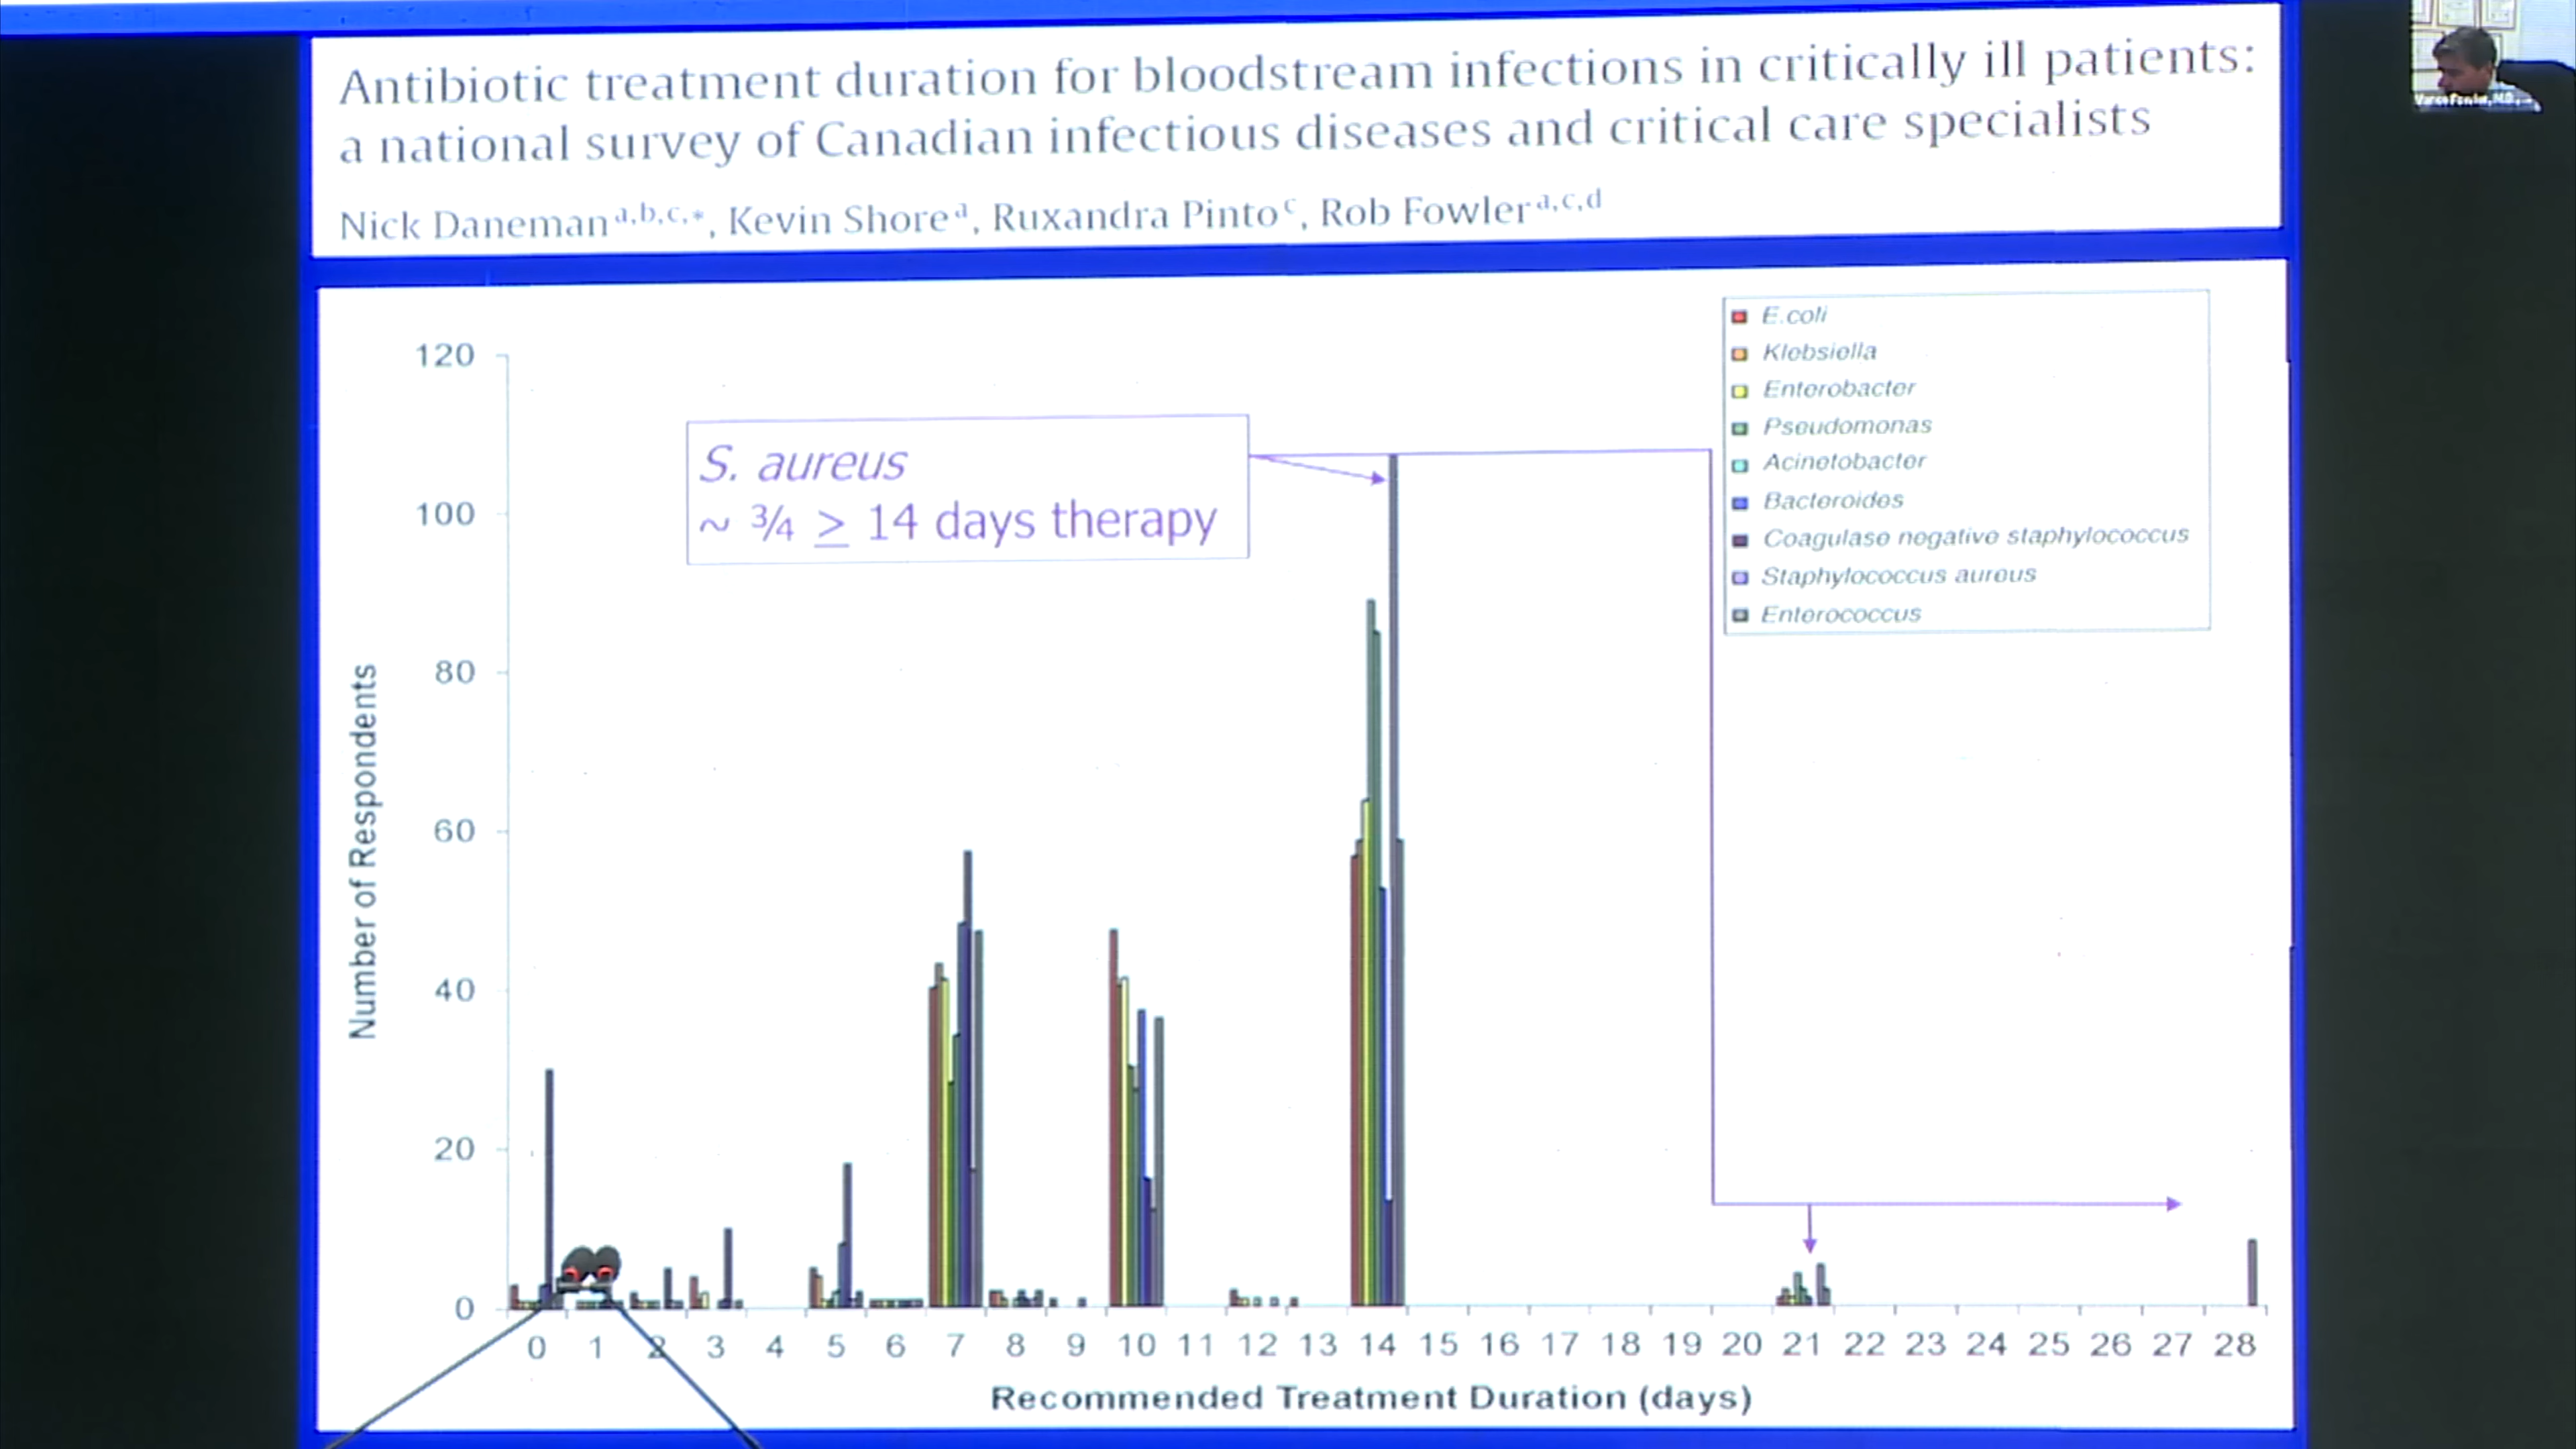 Antibiotic treatment duration for bloodstream infections in critically ill patients:
a national survey of Canadian infectious diseases and critical care specialists
Nick Daneman a,b,c,*, Kevin Shore a, Ruxandra Pinto c, Rob Fowler a,c,d
E.coli
Klebsiella
Enterobacter
Pseudomonas
Acinetobacter
Bacteroides
Coagulase negative staphylococcus
Staphylococcus aureus
Enterococcus
S. aureus
~ ¾ ≥ 14 days therapy
Number of Respondents
120
100
80
60
40
20
0
0 1 2 3 4 5 6 7 8 9 10 11 12 13 14 15 16 17 18 19 20 21 22 23 24 25 26 27 28
Recommended Treatment Duration (days)